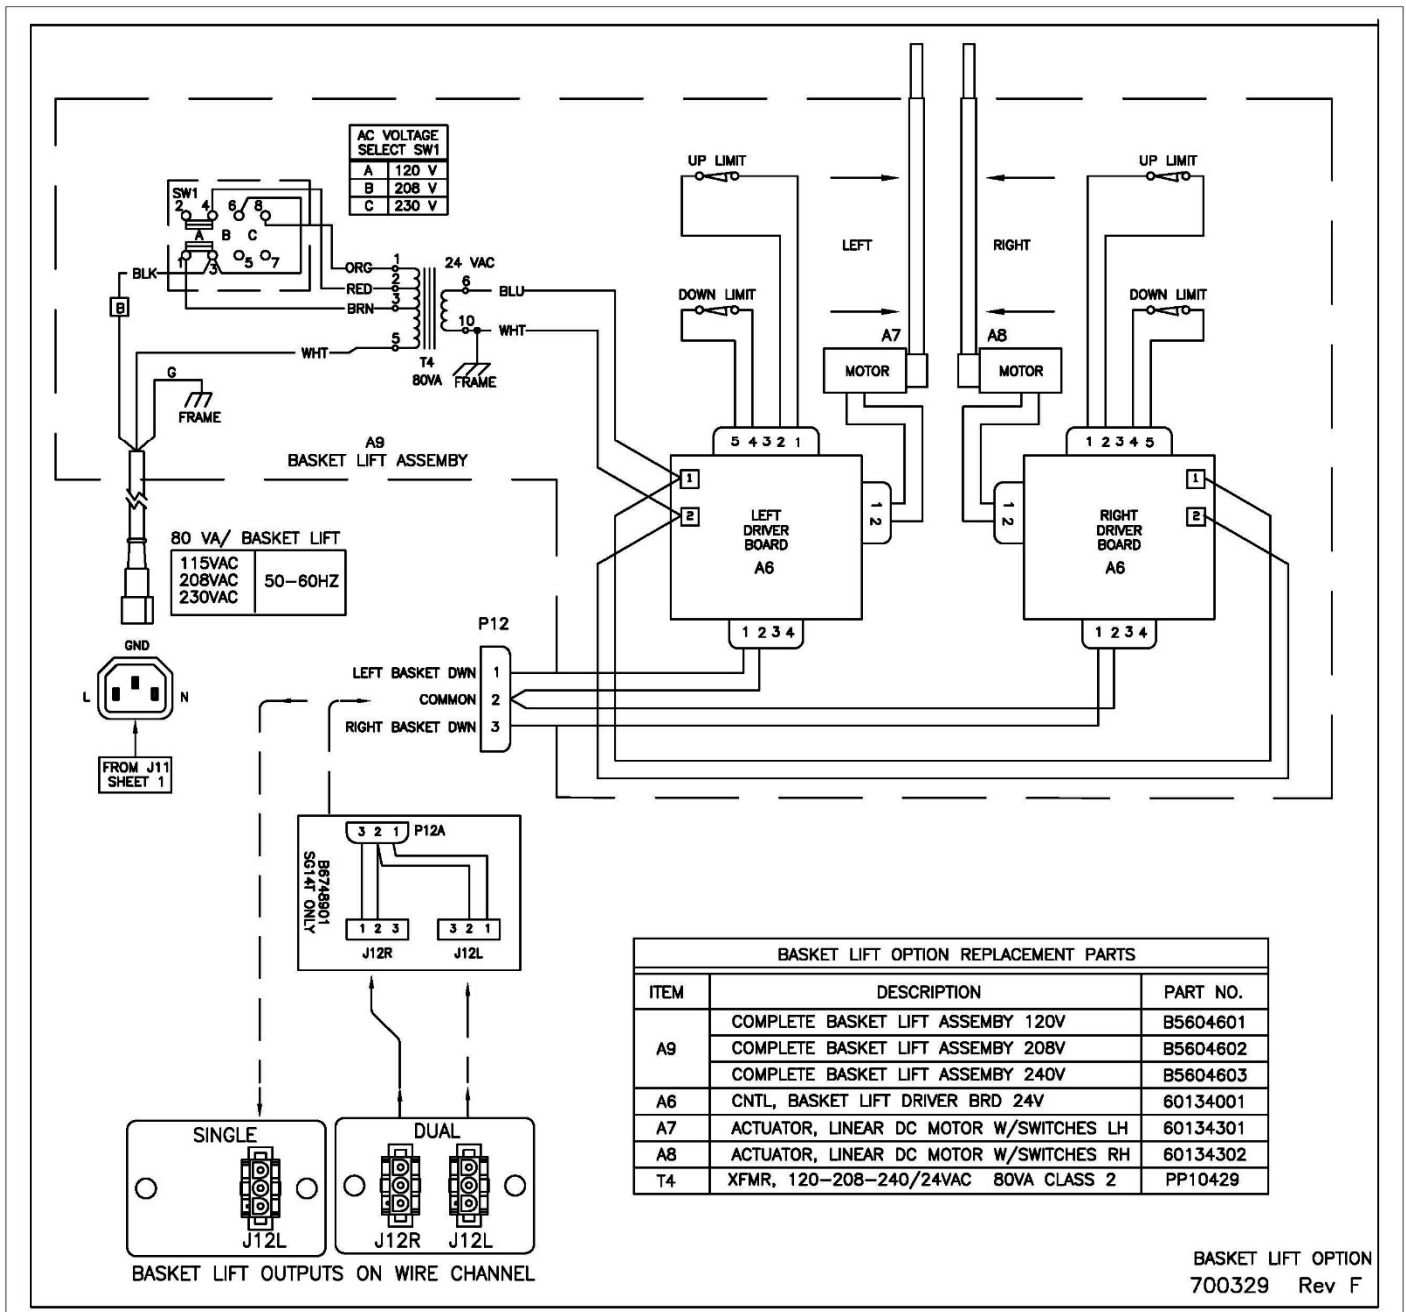 AC VOLTAGE
SELECT SW1
A 120 V
B 208 V
C 230 V
SW1
2 4 6 8
A B C
1 3 5 7
BLK
B
ORG 1
RED 2
BRN 3
WHT 5
24 VAC
6 BLU
10 WHT
T4
80VA
FRAME
G
FRAME
A9
BASKET LIFT ASSEMBY
UP LIMIT
DOWN LIMIT
LEFT
RIGHT
UP LIMIT
DOWN LIMIT
A7
MOTOR
A8
MOTOR
5 4 3 2 1
1
2
LEFT
DRIVER
BOARD
A6
1 2
1 2 3 4
1 2 3 4 5
1
2
RIGHT
DRIVER
BOARD
A6
1 2
1 2 3 4
80 VA/ BASKET LIFT
115VAC
208VAC
230VAC
50-60HZ
GND
L
N
FROM J11
SHEET 1
P12
LEFT BASKET DWN 1
COMMON 2
RIGHT BASKET DWN 3
3 2 1 P12A
B6748901
SG14T ONLY
1 2 3
J12R
3 2 1
J12L
SINGLE
J12L
DUAL
J12R
J12L
BASKET LIFT OUTPUTS ON WIRE CHANNEL
BASKET LIFT OPTION REPLACEMENT PARTS
ITEM DESCRIPTION PART NO.
A9
COMPLETE BASKET LIFT ASSEMBY 120V B5604601
COMPLETE BASKET LIFT ASSEMBY 208V B5604602
COMPLETE BASKET LIFT ASSEMBY 240V B5604603
A6 CNTL, BASKET LIFT DRIVER BRD 24V 60134001
A7 ACTUATOR, LINEAR DC MOTOR W/SWITCHES LH 60134301
A8 ACTUATOR, LINEAR DC MOTOR W/SWITCHES RH 60134302
T4 XFMR, 120-208-240/24VAC 80VA CLASS 2 PP10429
BASKET LIFT OPTION
700329 Rev F